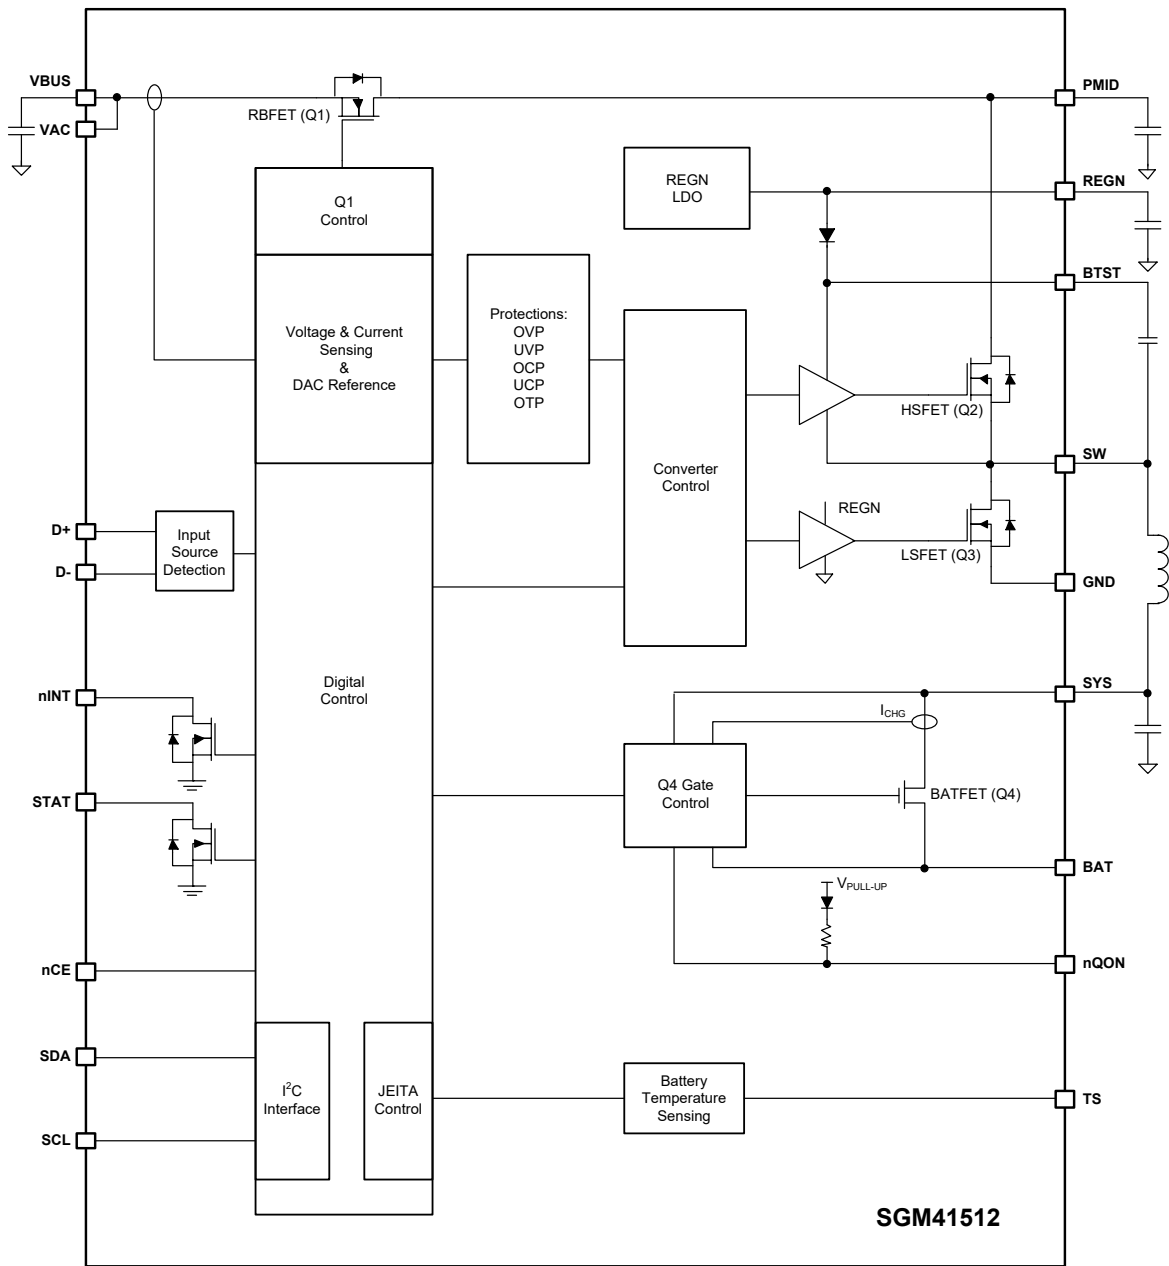 VBUS
VAC
RBFET (Q1)
PMID
REGN
LDO
REGN
Q1
Control
BTST
Voltage & Current
Sensing
&
DAC Reference
Protections:
OVP
UVP
OCP
UCP
OTP
HSFET (Q2)
SW
Converter
Control
REGN
LSFET (Q3)
GND
D+
D-
Input
Source
Detection
nINT
Digital
Control
SYS
I_CHG
Q4 Gate
Control
BATFET (Q4)
STAT
BAT
V_PULL-UP
nCE
nQON
SDA
SCL
I²C
Interface
JEITA
Control
Battery
Temperature
Sensing
TS
SGM41512